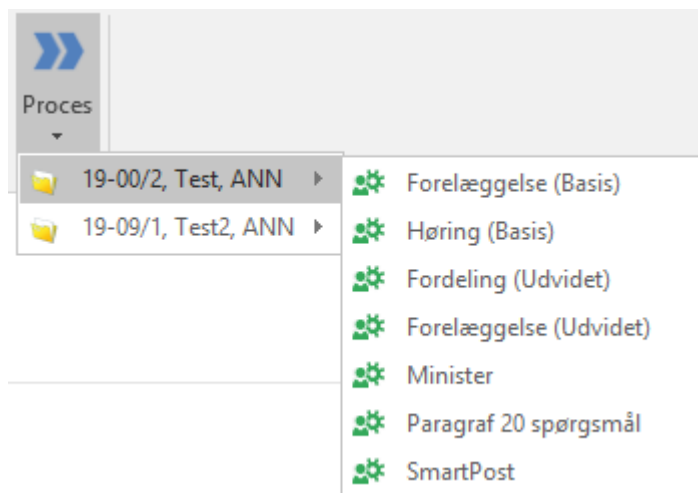 Proces
19-00/2, Test, ANN
19-09/1, Test2, ANN
Forelæggelse (Basis)
Høring (Basis)
Fordeling (Udvidet)
Forelæggelse (Udvidet)
Minister
Paragraf 20 spørgsmål
SmartPost